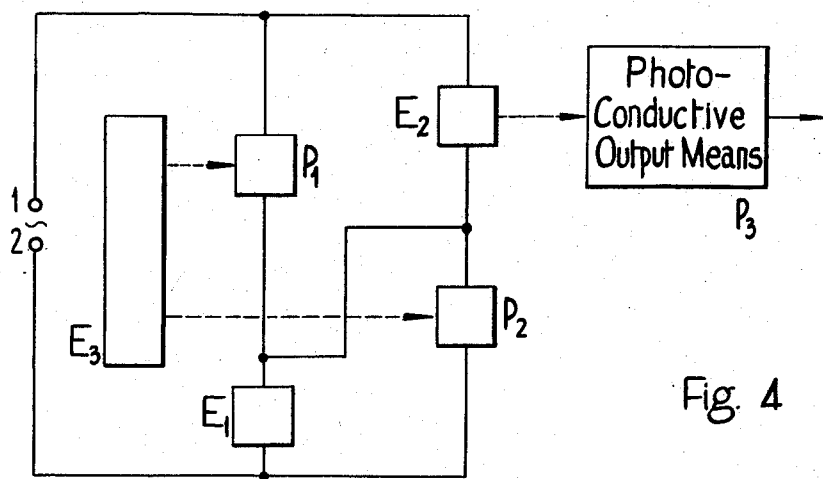 E₂
Photo-
Conductive
Output Means
P₁
P₃
1
~
2
P₂
E₃
E₁
Fig. 4